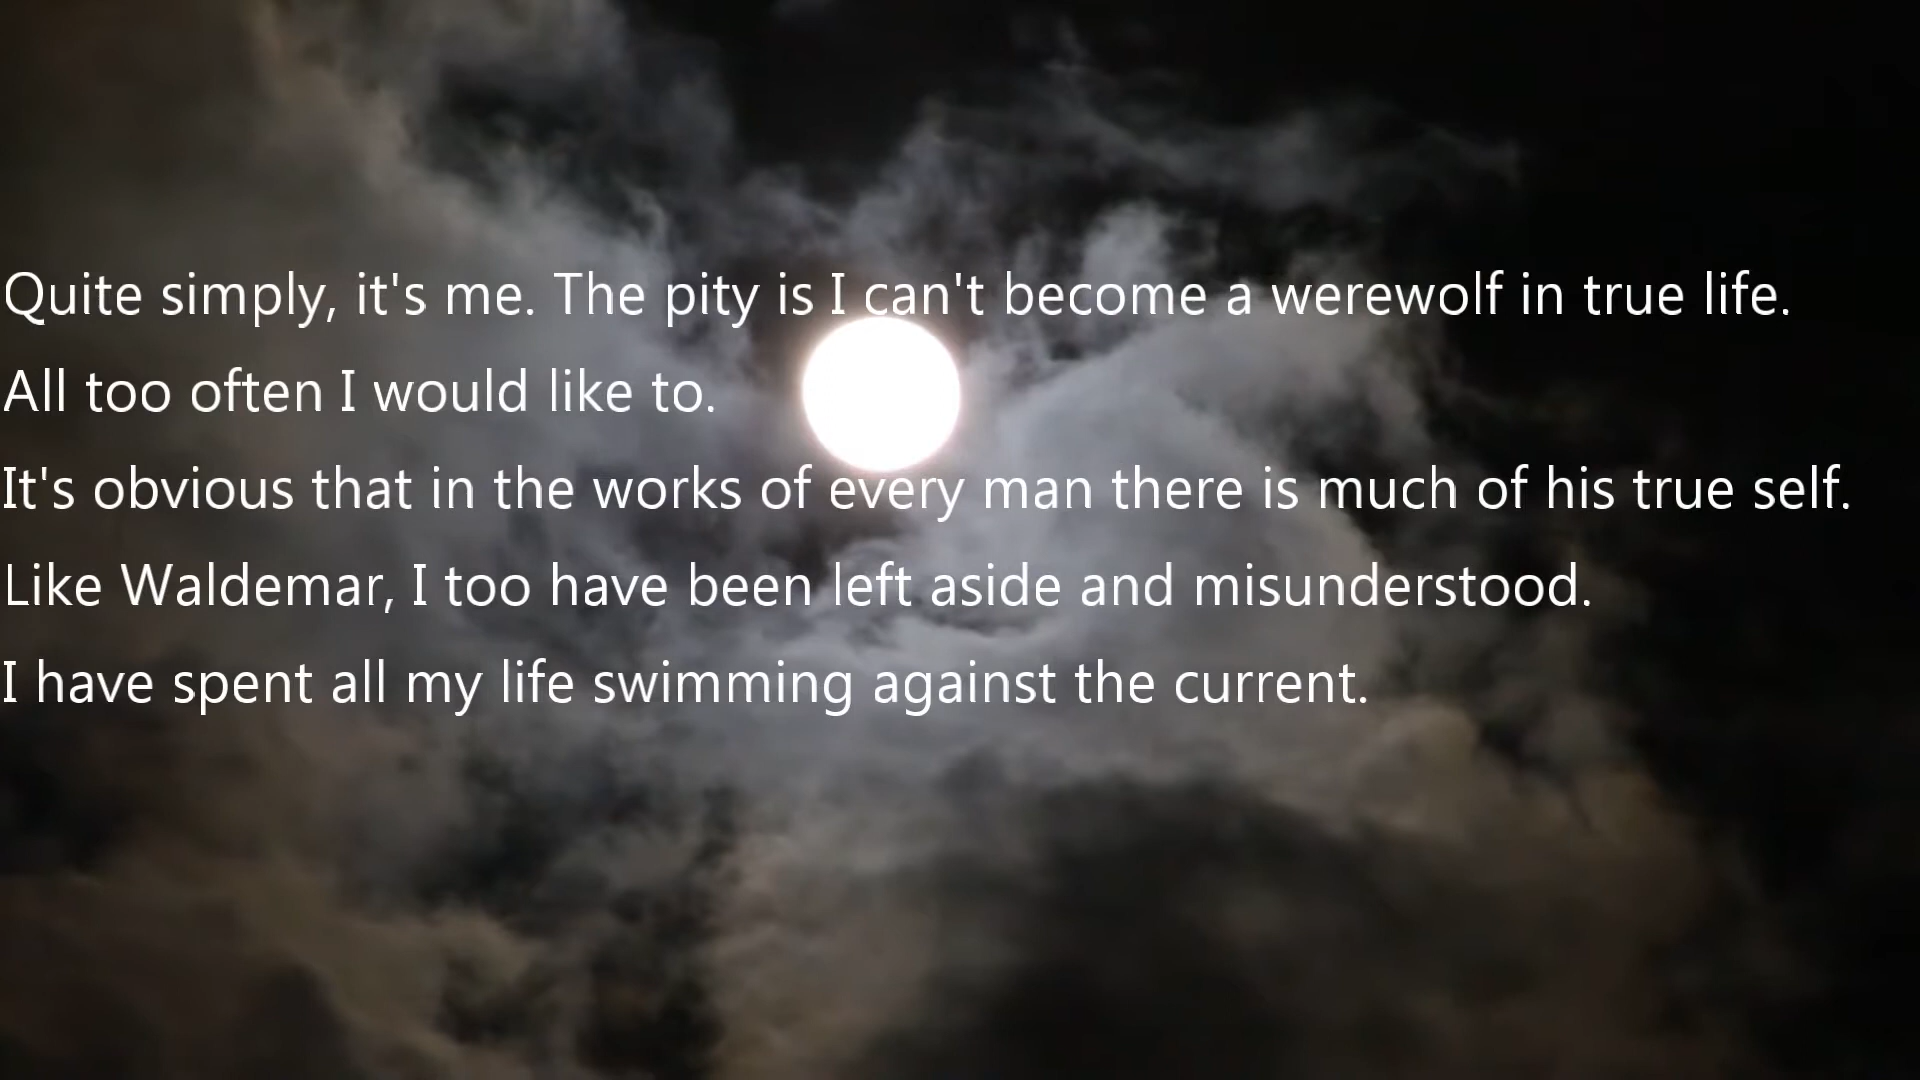 Quite simply, it's me. The pity is I can't become a werewolf in true life.
All too often I would like to.
It's obvious that in the works of every man there is much of his true self.
Like Waldemar, I too have been left aside and misunderstood.
I have spent all my life swimming against the current.